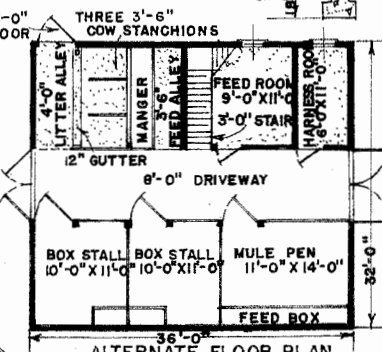 -0"
OOR
THREE 3'-6"
COW STANCHIONS
4'-0"
LITTER ALLEY
MANGER
3'-6"
FEED ALLEY
FEED ROOM
9'-0"X11'-0
3'-0" STAIR
HARNESS ROOM
6'-0"X11'-0"
12" GUTTER
8'-0" DRIVEWAY
BOX STALL
10'-0"X11'-0"
BOX STALL
10'-0"X11'-0"
MULE PEN
11'-0" X 14'-0"
FEED BOX
32'-0"
36'-0"
ALTERNATE FLOOR PLAN